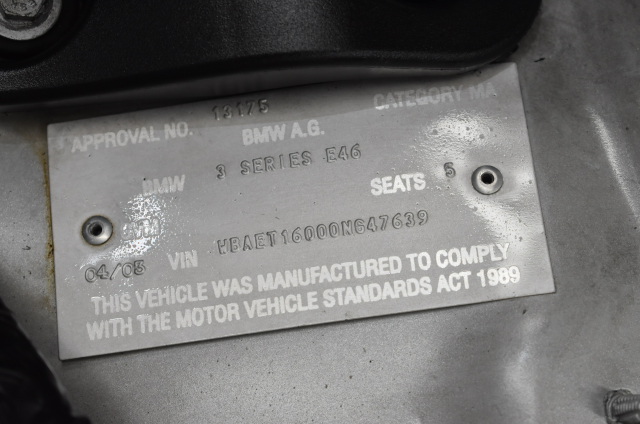 13175 CATEGORY MA
APPROVAL NO. BMW A.G.
3 SERIES E46
BMW SEATS 5
04/05 VIN WBAET16000NG47639
THIS VEHICLE WAS MANUFACTURED TO COMPLY
WITH THE MOTOR VEHICLE STANDARDS ACT 1989